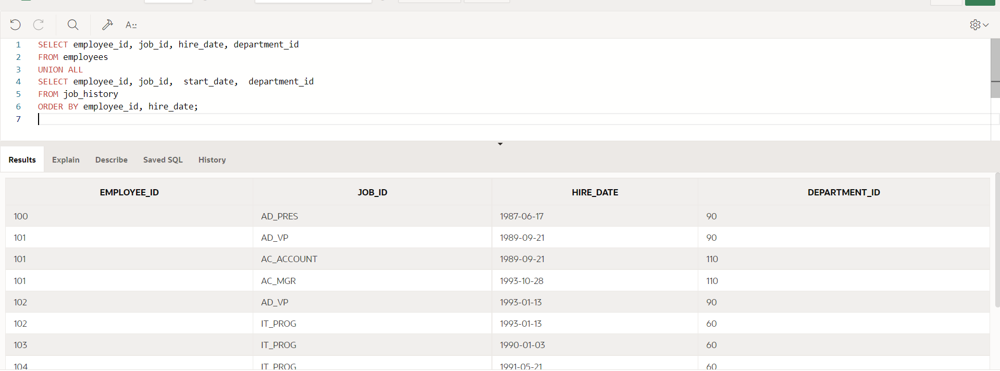 A
1 SELECT employee_id, job_id, hire_date, department_id
2 FROM employees
3 UNION ALL
4 SELECT employee_id, job_id,  start_date,  department_id
5 FROM job_history
6 ORDER BY employee_id, hire_date;
7
Results Explain Describe Saved SQL History
EMPLOYEE_ID JOB_ID HIRE_DATE DEPARTMENT_ID
100 AD_PRES 1987-06-17 90
101 AD_VP 1989-09-21 90
101 AC_ACCOUNT 1989-09-21 110
101 AC_MGR 1993-10-28 110
102 AD_VP 1993-01-13 90
102 IT_PROG 1993-01-13 60
103 IT_PROG 1990-01-03 60
104 IT_PROG 1991-05-21 60